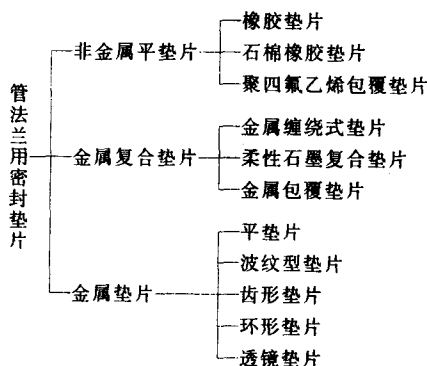 管法兰用密封垫片
非金属平垫片
橡胶垫片
石棉橡胶垫片
聚四氟乙烯包覆垫片
金属复合垫片
金属缠绕式垫片
柔性石墨复合垫片
金属包覆垫片
金属垫片
平垫片
波纹型垫片
齿形垫片
环形垫片
透镜垫片